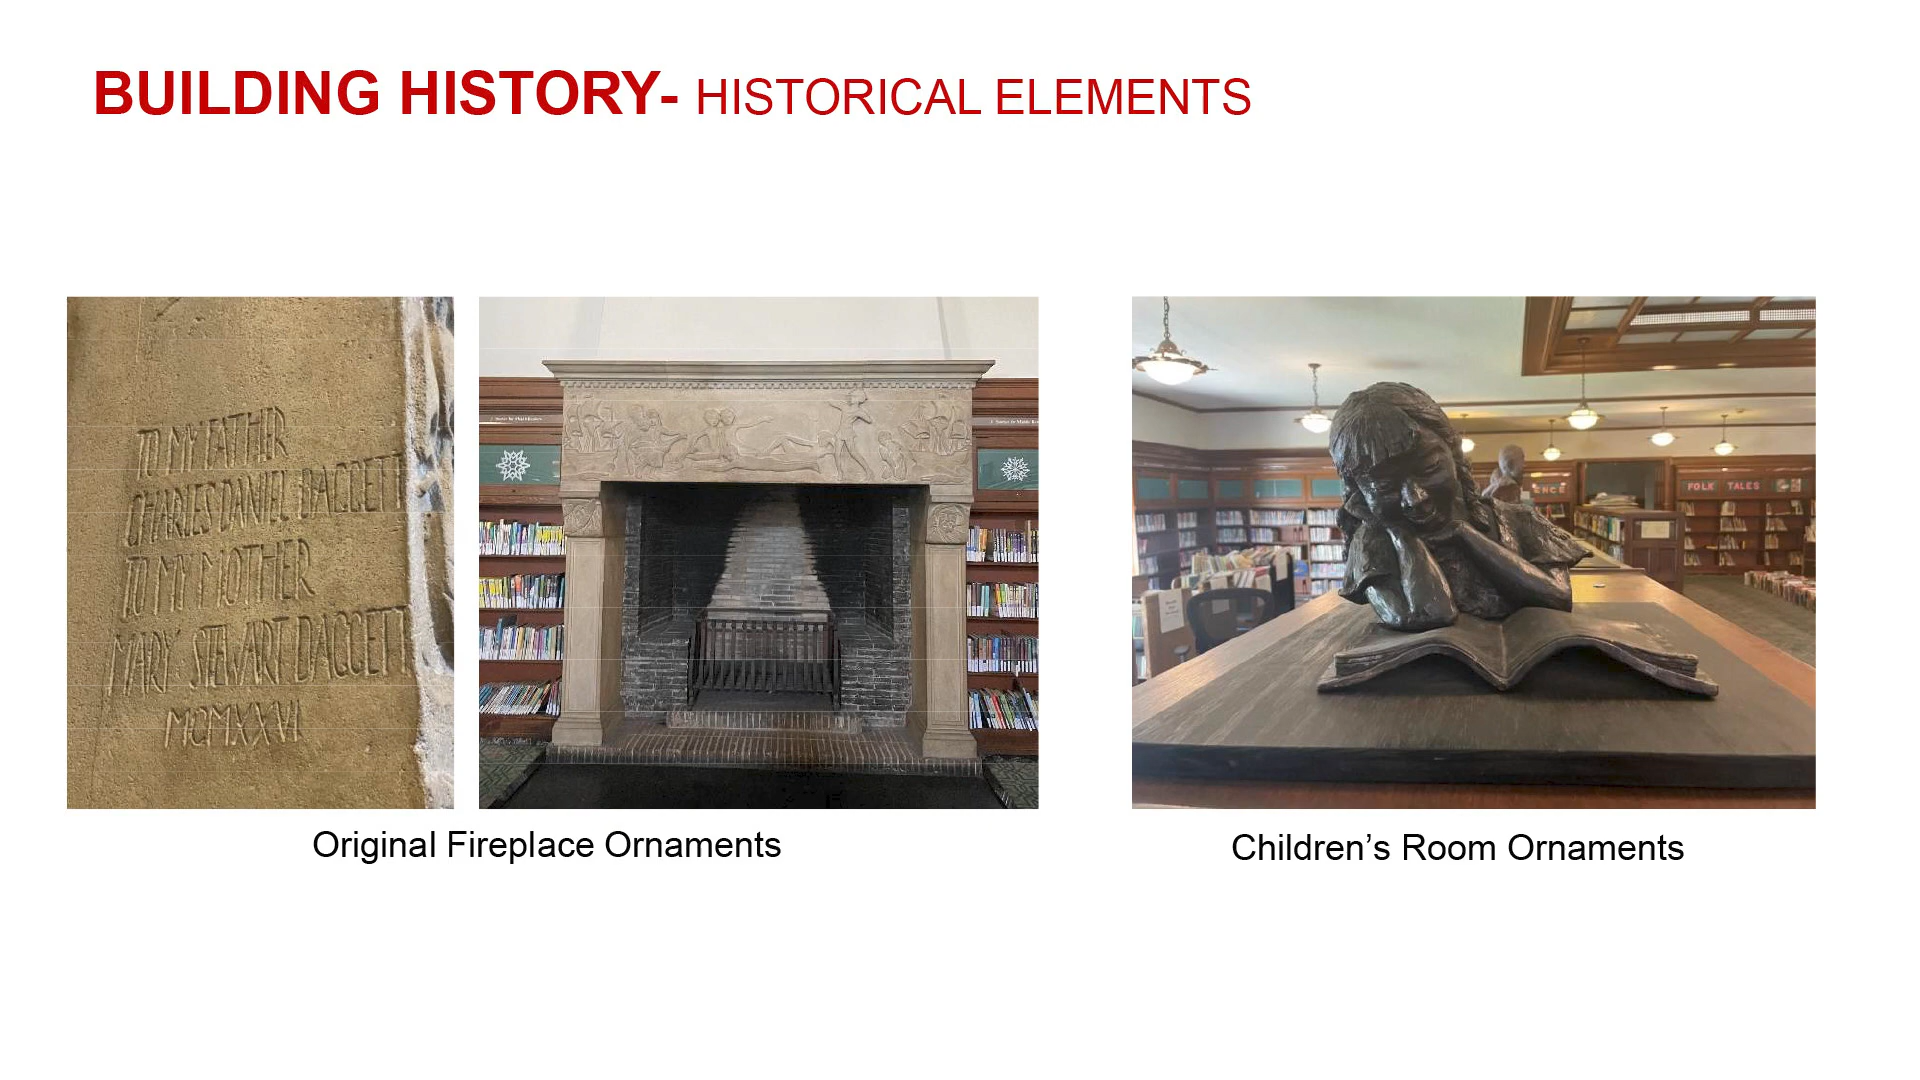 BUILDING HISTORY- HISTORICAL ELEMENTS
TO MY FATHER
CHARLES DANIEL DAGGETT
TO MY MOTHER
MARY STEWART DAGGETT
MCMXXVI
FOLK TALES
Original Fireplace Ornaments
Children’s Room Ornaments